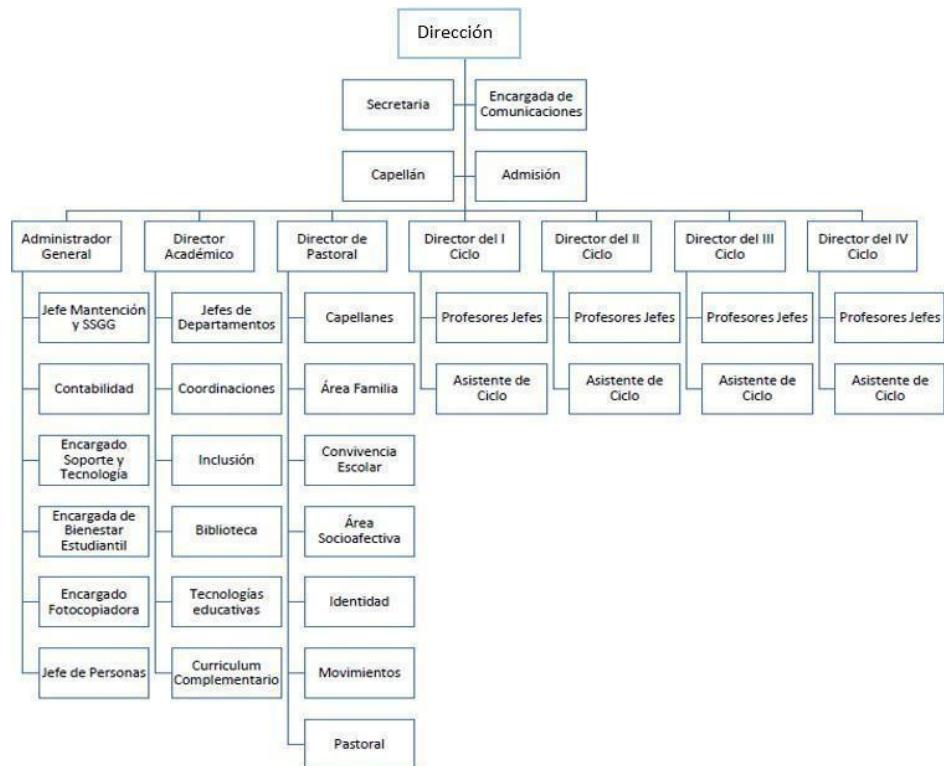 Dirección
Secretaria
Encargada de
Comunicaciones
Capellán
Admisión
Administrador
General
Director
Académico
Director de
Pastoral
Director del I
Ciclo
Director del II
Ciclo
Director del III
Ciclo
Director del IV
Ciclo
Jefe Mantención
y SSGG
Jefes de
Departamentos
Capellanes
Profesores Jefes
Profesores Jefes
Profesores Jefes
Profesores Jefes
Contabilidad
Coordinaciones
Área Familia
Asistente de
Ciclo
Asistente de
Ciclo
Asistente de
Ciclo
Asistente de
Ciclo
Encargado
Soporte y
Tecnología
Inclusión
Convivencia
Escolar
Encargada de
Bienestar
Estudiantil
Biblioteca
Área
Socioafectiva
Encargado
Fotocopiadora
Tecnologías
educativas
Identidad
Jefe de Personas
Curriculum
Complementario
Movimientos
Pastoral